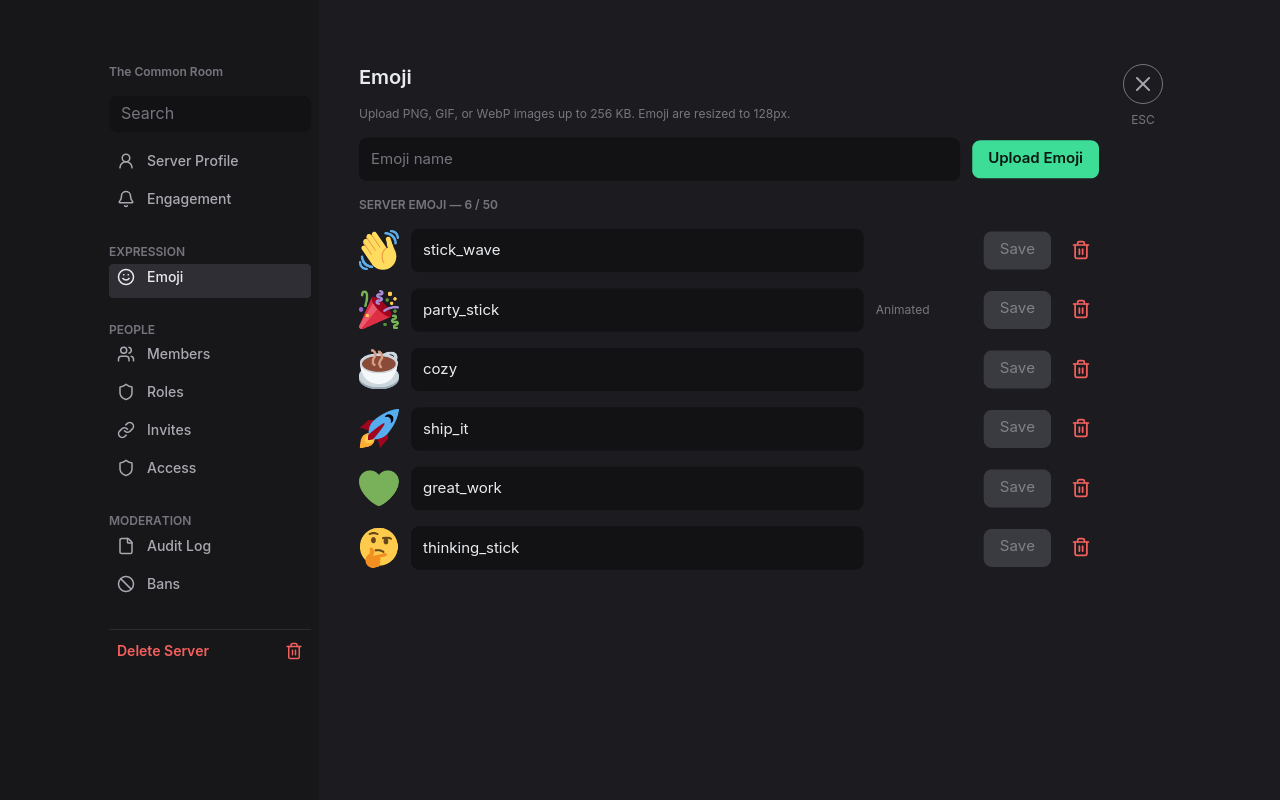 The Common Room
Search
Server Profile
Engagement
EXPRESSION
Emoji
PEOPLE
Members
Roles
Invites
Access
MODERATION
Audit Log
Bans
Delete Server
Emoji
ESC
Upload PNG, GIF, or WebP images up to 256 KB. Emoji are resized to 128px.
Emoji name
Upload Emoji
SERVER EMOJI — 6 / 50
stick_wave
Save
party_stick
Animated
Save
cozy
Save
ship_it
Save
great_work
Save
thinking_stick
Save